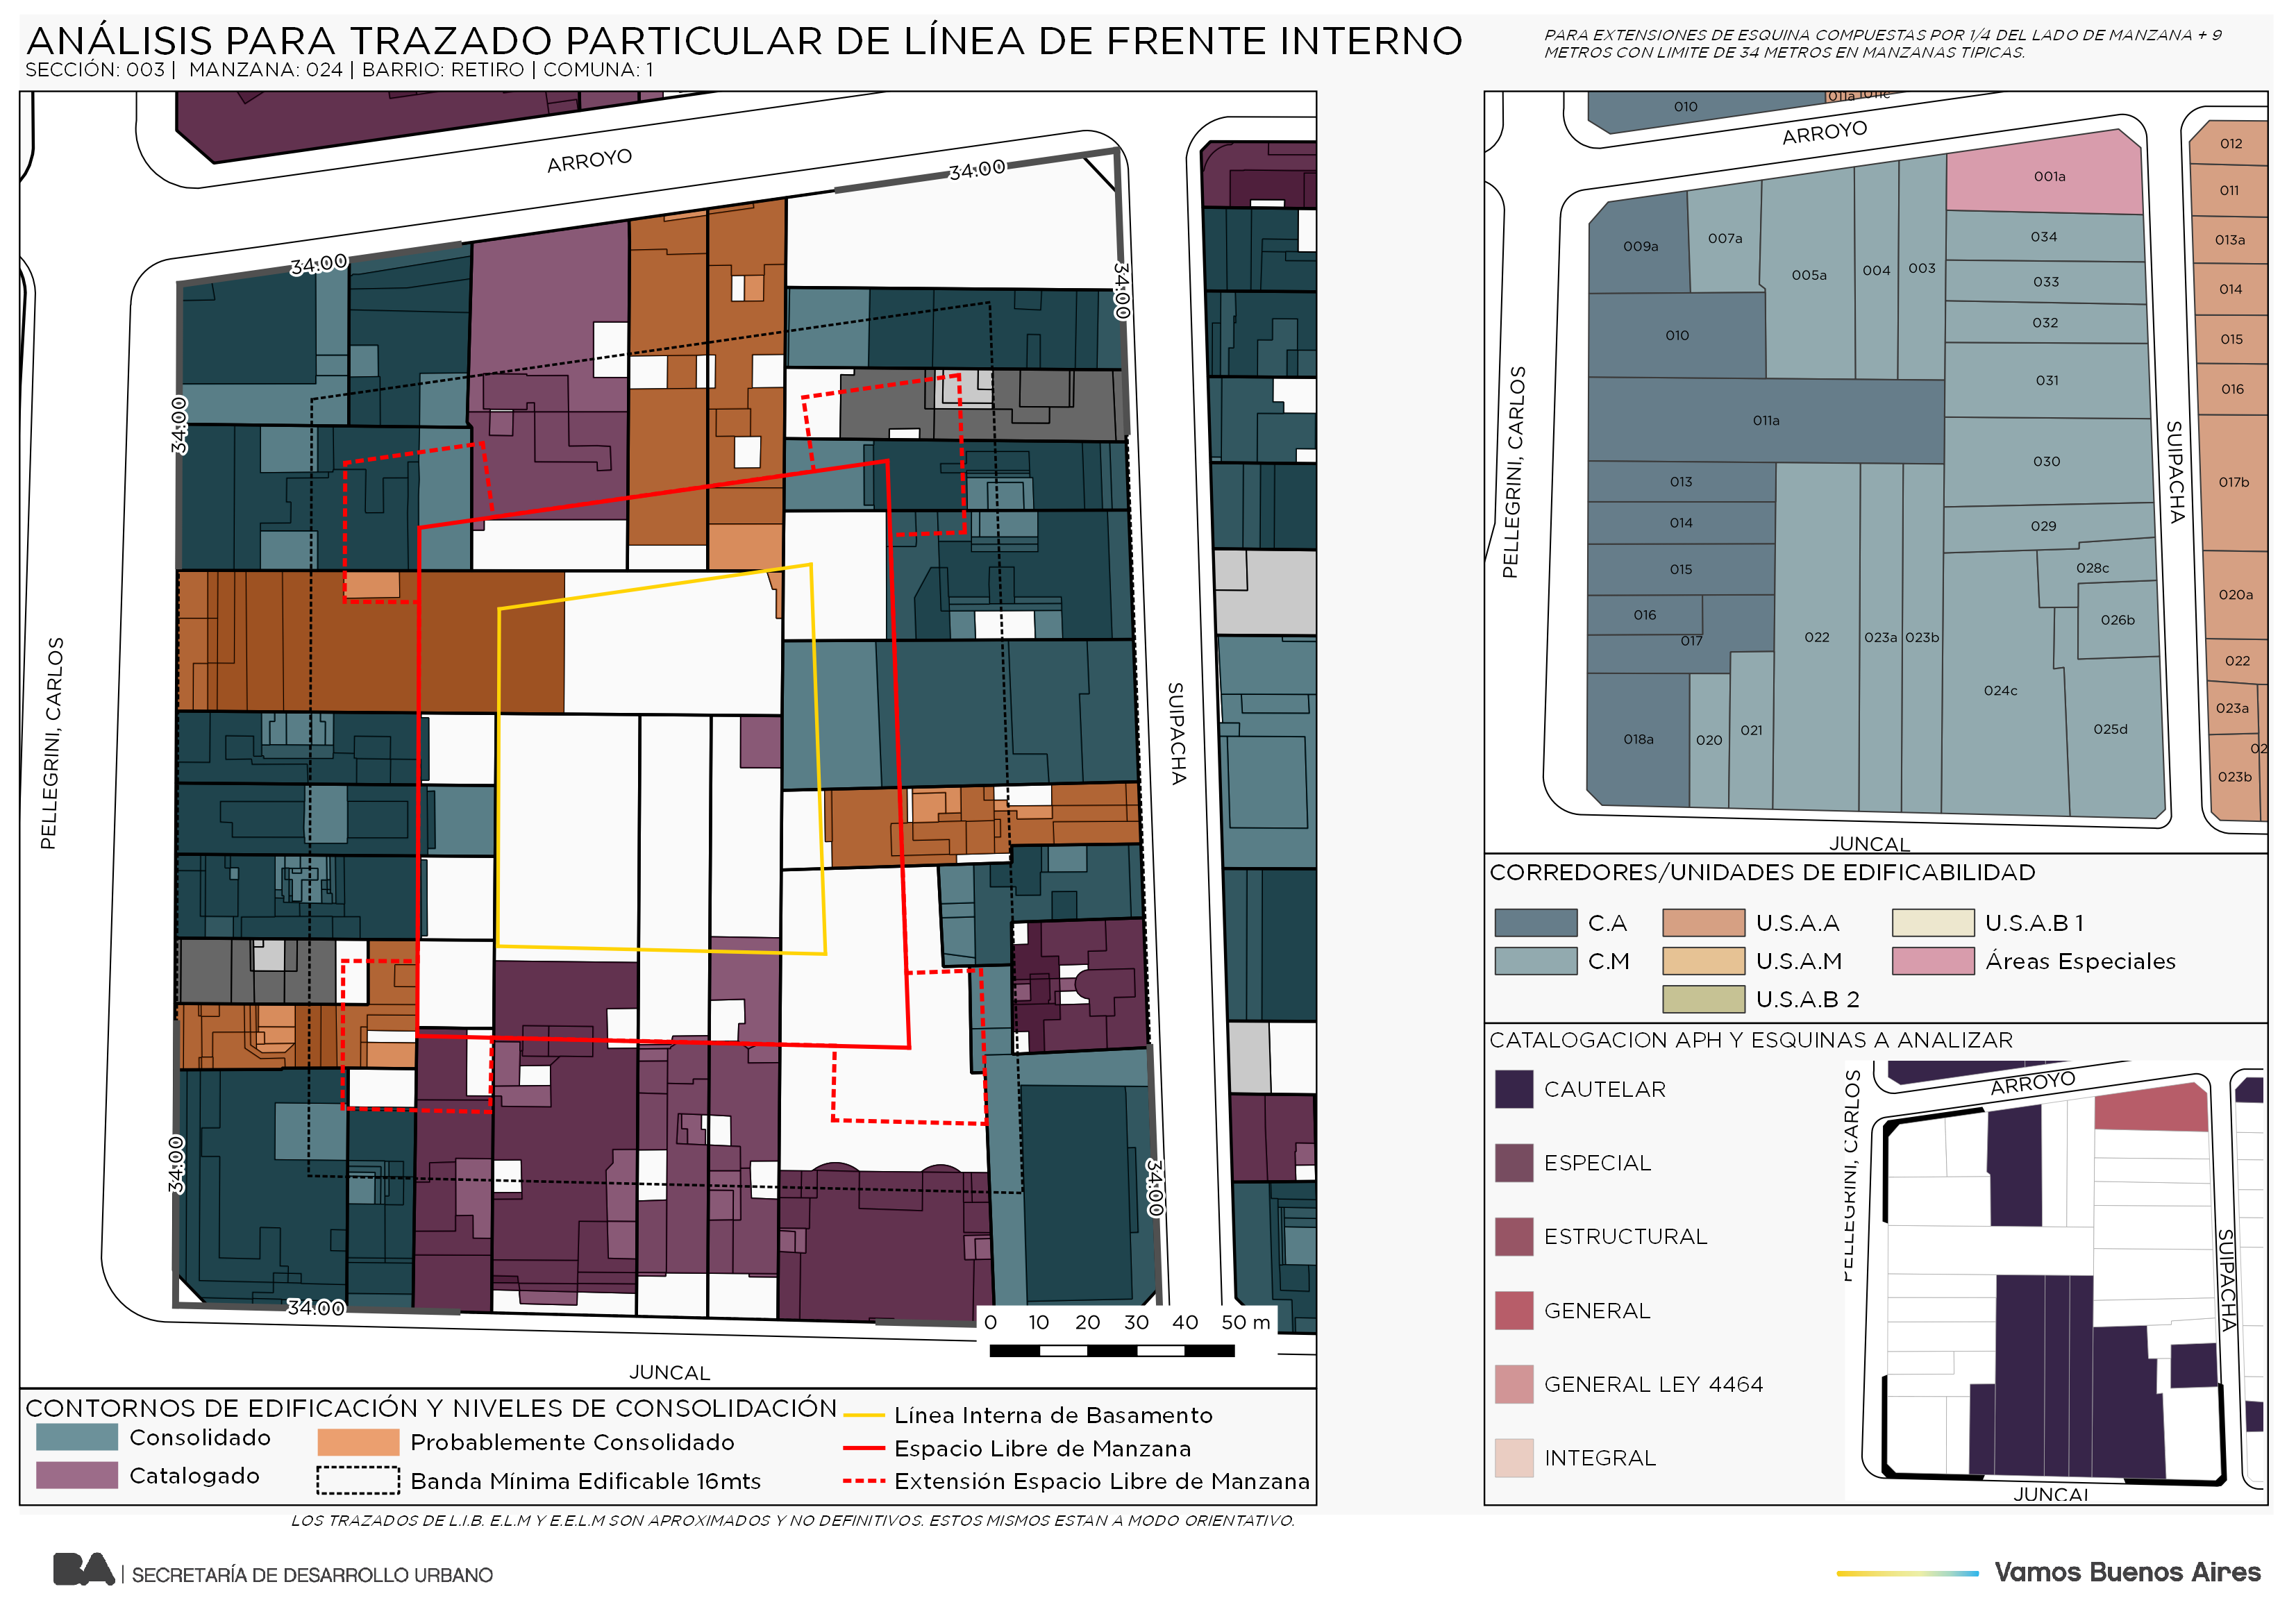 ANÁLISIS PARA TRAZADO PARTICULAR DE LÍNEA DE FRENTE INTERNO
SECCIÓN: 003 | MANZANA: 024 | BARRIO: RETIRO | COMUNA: 1
PARA EXTENSIONES DE ESQUINA COMPUESTAS POR 1/4 DEL LADO DE MANZANA + 9
METROS CON LIMITE DE 34 METROS EN MANZANAS TIPICAS.
ARROYO
34.00
34.00
34.00
34.00
PELLEGRINI, CARLOS
SUIPACHA
34.00
34.00
34.00
0 10 20 30 40 50 m
JUNCAL
CONTORNOS DE EDIFICACIÓN Y NIVELES DE CONSOLIDACIÓN
Consolidado
Catalogado
Probablemente Consolidado
Banda Mínima Edificable 16mts
Línea Interna de Basamento
Espacio Libre de Manzana
Extensión Espacio Libre de Manzana
010
011a
011c
ARROYO
012
001a
011
009a
007a
034
013a
005a
004
003
033
014
010
032
015
031
016
011a
PELLEGRINI, CARLOS
SUIPACHA
030
017b
013
014
029
015
028c
020a
016
017
022
023a
023b
026b
022
024c
023a
018a
020
021
025d
02
023b
JUNCAL
CORREDORES/UNIDADES DE EDIFICABILIDAD
C.A
U.S.A.A
U.S.A.B 1
C.M
U.S.A.M
Áreas Especiales
U.S.A.B 2
CATALOGACION APH Y ESQUINAS A ANALIZAR
CAUTELAR
ESPECIAL
ESTRUCTURAL
GENERAL
GENERAL LEY 4464
INTEGRAL
ARROYO
PELLEGRINI, CARLOS
SUIPACHA
JUNCAL
LOS TRAZADOS DE L.I.B. E.L.M Y E.E.L.M SON APROXIMADOS Y NO DEFINITIVOS. ESTOS MISMOS ESTAN A MODO ORIENTATIVO.
BA | SECRETARÍA DE DESARROLLO URBANO
Vamos Buenos Aires